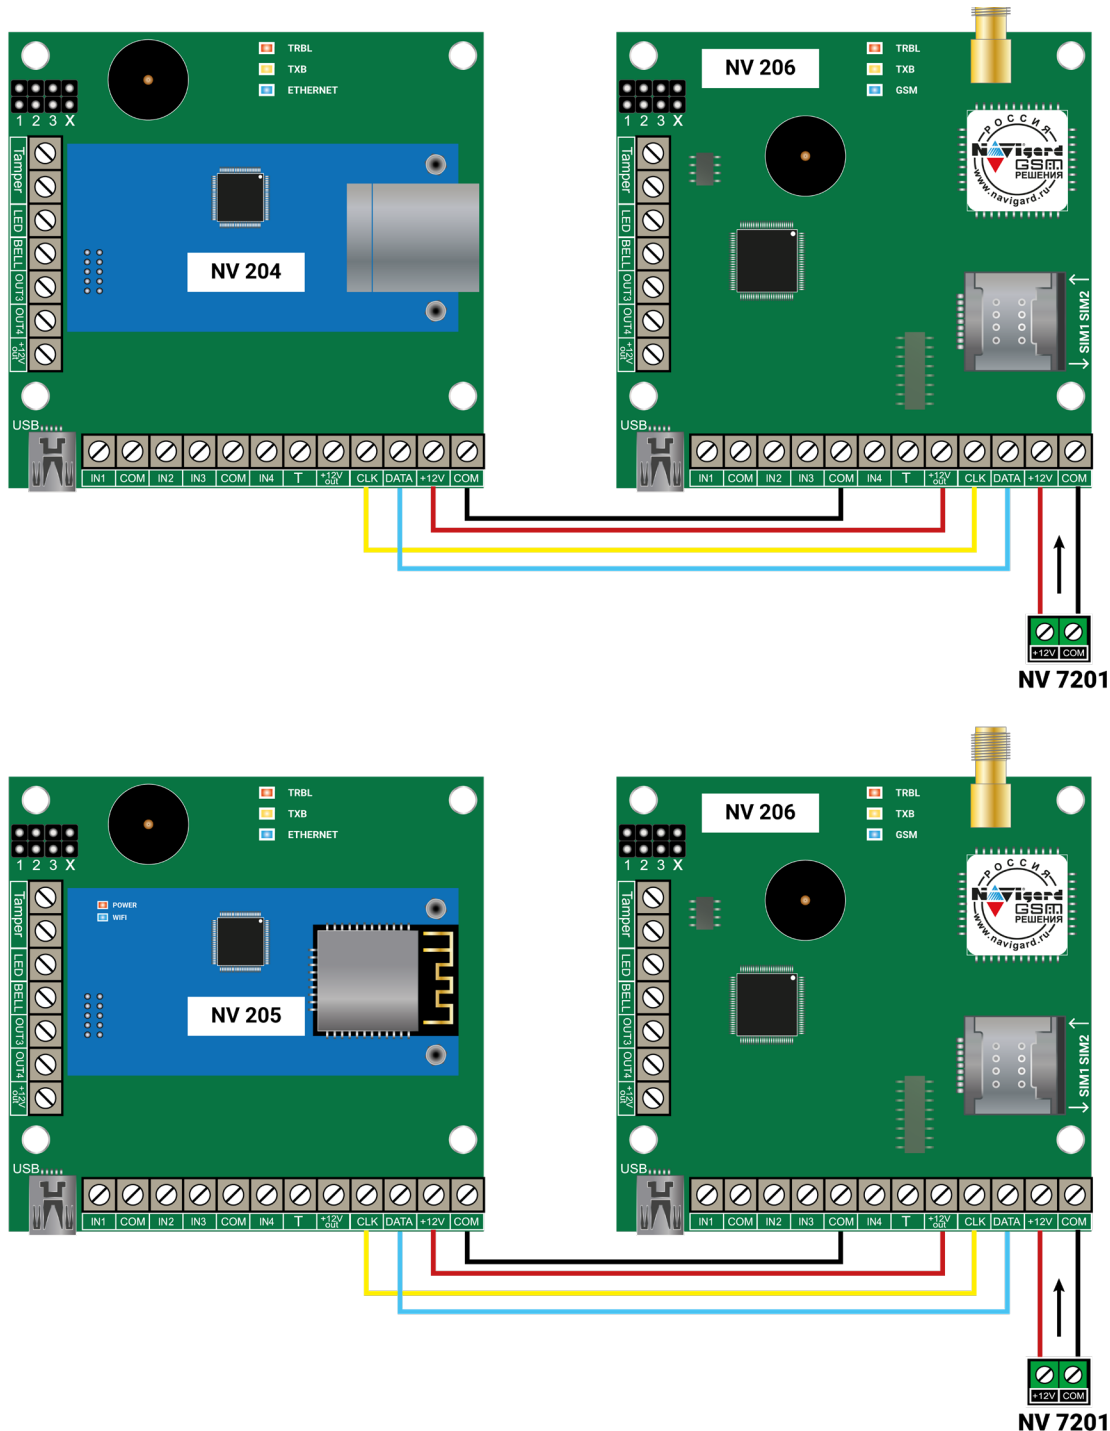 TRBL
TXB
ETHERNET
1 2 3 X
Tamper
LED
BELL
OUT3
OUT4
+12V out
NV 204
USB
IN1 COM IN2 IN3 COM IN4 T +12V out CLK DATA +12V COM
NV 206
TRBL
TXB
GSM
1 2 3 X
Tamper
LED
BELL
OUT3
OUT4
+12V out
РОССИЯ
NAVIgard
GSM
РЕШЕНИЯ
www.navigard.ru
SIM1 SIM2
USB
IN1 COM IN2 IN3 COM IN4 T +12V out CLK DATA +12V COM
+12V COM
NV 7201
TRBL
TXB
ETHERNET
1 2 3 X
Tamper
LED
BELL
OUT3
OUT4
+12V out
POWER
WIFI
NV 205
USB
IN1 COM IN2 IN3 COM IN4 T +12V out CLK DATA +12V COM
NV 206
TRBL
TXB
GSM
1 2 3 X
Tamper
LED
BELL
OUT3
OUT4
+12V out
РОССИЯ
NAVIgard
GSM
РЕШЕНИЯ
www.navigard.ru
SIM1 SIM2
USB
IN1 COM IN2 IN3 COM IN4 T +12V out CLK DATA +12V COM
+12V COM
NV 7201